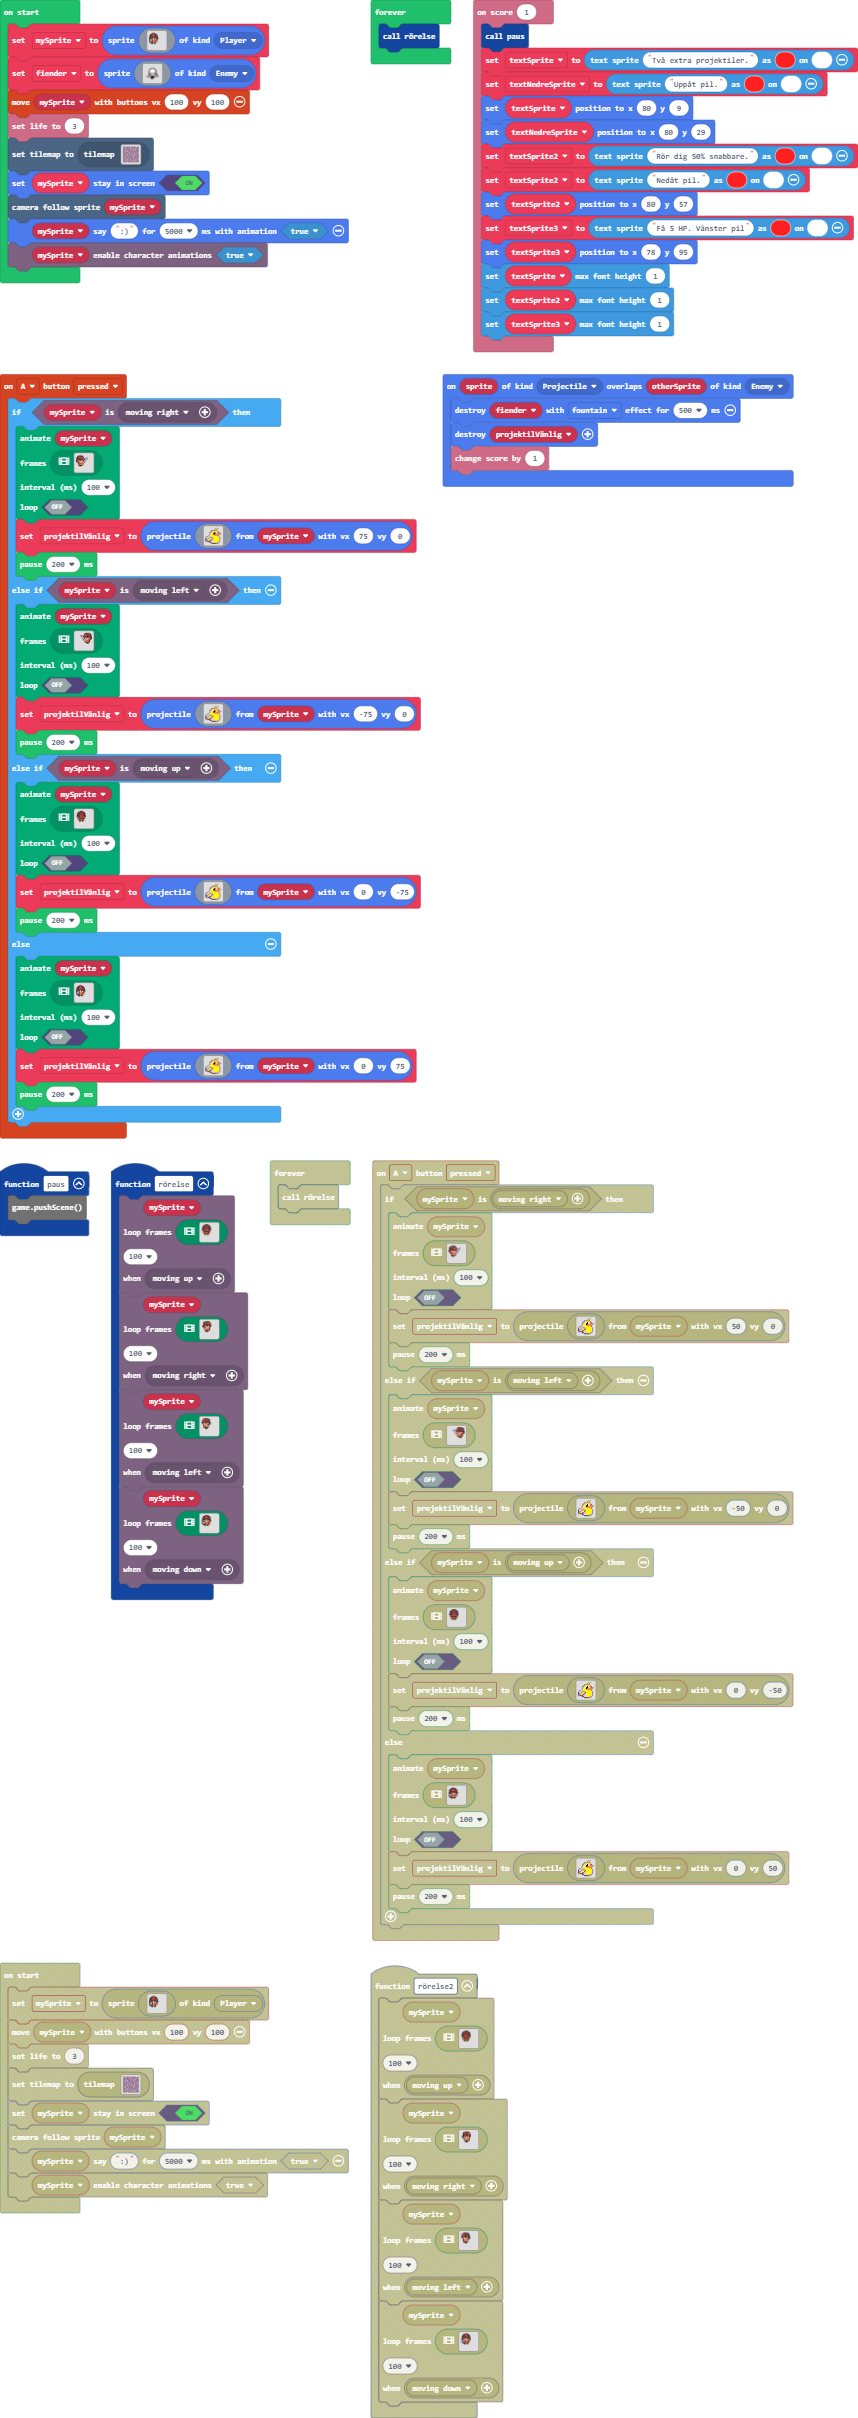 on start
set mySprite to sprite of kind Player
set fiender to sprite of kind Enemy
move mySprite with buttons vx 100 vy 100
set life to 3
set tilemap to tilemap
set mySprite stay in screen ON
camera follow sprite mySprite
mySprite say ":)" for 5000 ms with animation true
mySprite enable character animations true
forever
call rörelse
on score 1
call paus
set textSprite to text sprite "Två extra projektiler." as on
set textNedreSprite to text sprite "Uppåt pil." as on
set textSprite position to x 80 y 9
set textNedreSprite position to x 80 y 29
set textSprite2 to text sprite "Rör dig 50% snabbare." as on
set textSprite2 to text sprite "Nedåt pil." as on
set textSprite2 position to x 80 y 57
set textSprite3 to text sprite "Få 5 HP. Vänster pil" as on
set textSprite3 position to x 78 y 95
set textSprite max font height 1
set textSprite2 max font height 1
set textSprite3 max font height 1
on A button pressed
if mySprite is moving right then
animate mySprite
frames
interval (ms) 100
loop OFF
set projektilVänlig to projectile from mySprite with vx 75 vy 0
pause 200 ms
else if mySprite is moving left then
animate mySprite
frames
interval (ms) 100
loop OFF
set projektilVänlig to projectile from mySprite with vx -75 vy 0
pause 200 ms
else if mySprite is moving up then
animate mySprite
frames
interval (ms) 100
loop OFF
set projektilVänlig to projectile from mySprite with vx 0 vy -75
pause 200 ms
else
animate mySprite
frames
interval (ms) 100
loop OFF
set projektilVänlig to projectile from mySprite with vx 0 vy 75
pause 200 ms
on sprite of kind Projectile overlaps otherSprite of kind Enemy
destroy fiender with fountain effect for 500 ms
destroy projektilVänlig
change score by 1
function paus
game.pushScene()
function rörelse
mySprite
loop frames
100
when moving up
mySprite
loop frames
100
when moving right
mySprite
loop frames
100
when moving left
mySprite
loop frames
100
when moving down
forever
call rörelse
on A button pressed
if mySprite is moving right then
animate mySprite
frames
interval (ms) 100
loop OFF
set projektilVänlig to projectile from mySprite with vx 50 vy 0
pause 200 ms
else if mySprite is moving left then
animate mySprite
frames
interval (ms) 100
loop OFF
set projektilVänlig to projectile from mySprite with vx -50 vy 0
pause 200 ms
else if mySprite is moving up then
animate mySprite
frames
interval (ms) 100
loop OFF
set projektilVänlig to projectile from mySprite with vx 0 vy -50
pause 200 ms
else
animate mySprite
frames
interval (ms) 100
loop OFF
set projektilVänlig to projectile from mySprite with vx 0 vy 50
pause 200 ms
on start
set mySprite to sprite of kind Player
move mySprite with buttons vx 100 vy 100
set life to 3
set tilemap to tilemap
set mySprite stay in screen ON
camera follow sprite mySprite
mySprite say ":)" for 5000 ms with animation true
mySprite enable character animations true
function rörelse2
mySprite
loop frames
100
when moving up
mySprite
loop frames
100
when moving right
mySprite
loop frames
100
when moving left
mySprite
loop frames
100
when moving down